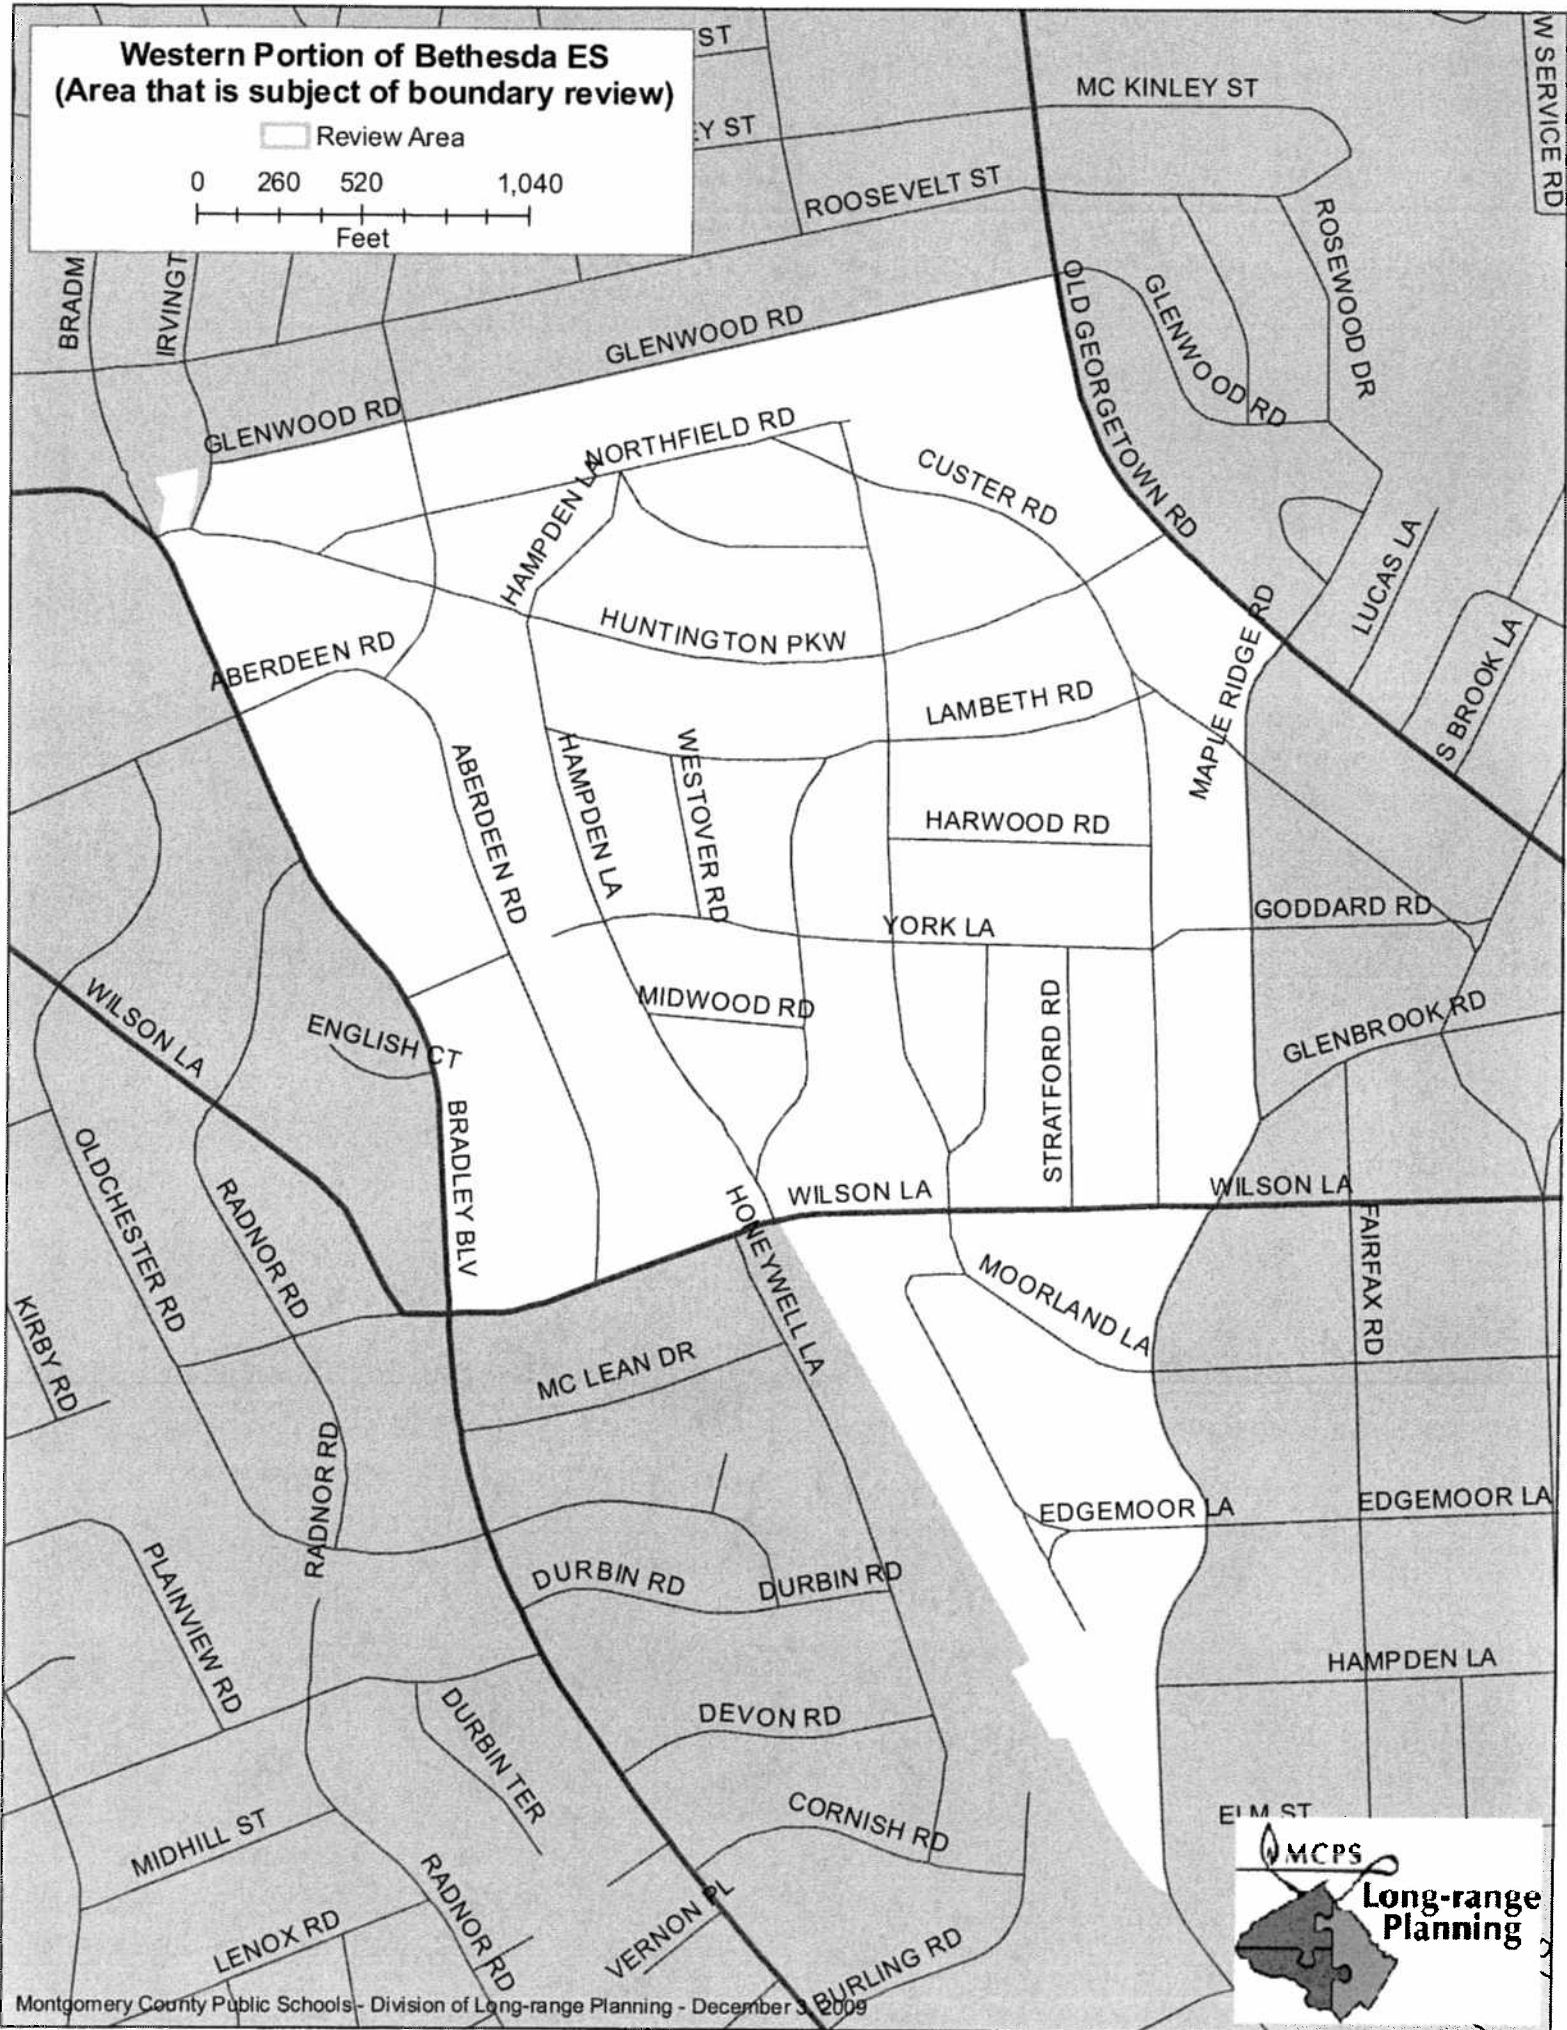 Western Portion of Bethesda ES
(Area that is subject of boundary review)
Review Area
0 260 520 1,040
Feet
ST
EY ST
MC KINLEY ST
W SERVICE RD
ROOSEVELT ST
ROSEWOOD DR
BRADM
IRVINGT
GLENWOOD RD
OLD GEORGETOWN RD
GLENWOOD RD
GLENWOOD RD
NORTHFIELD RD
HAMPDEN LA
CUSTER RD
LUCAS LA
HUNTINGTON PKW
ABERDEEN RD
MAPLE RIDGE RD
S BROOK LA
LAMBETH RD
ABERDEEN RD
HAMPDEN LA
WESTOVER RD
HARWOOD RD
GODDARD RD
YORK LA
WILSON LA
MIDWOOD RD
STRATFORD RD
ENGLISH CT
GLENBROOK RD
BRADLEY BLV
OLDCHESTER RD
RADNOR RD
HONEYWELL LA
WILSON LA
WILSON LA
FAIRFAX RD
MOORLAND LA
KIRBY RD
MC LEAN DR
RADNOR RD
EDGEMOOR LA
EDGEMOOR LA
PLAINVIEW RD
DURBIN RD
DURBIN RD
HAMPDEN LA
DURBIN TER
DEVON RD
CORNISH RD
ELM ST
MIDHILL ST
RADNOR RD
LENOX RD
VERNON PL
BURLING RD
MCPS
Long-range
Planning
Montgomery County Public Schools - Division of Long-range Planning - December 3, 2009